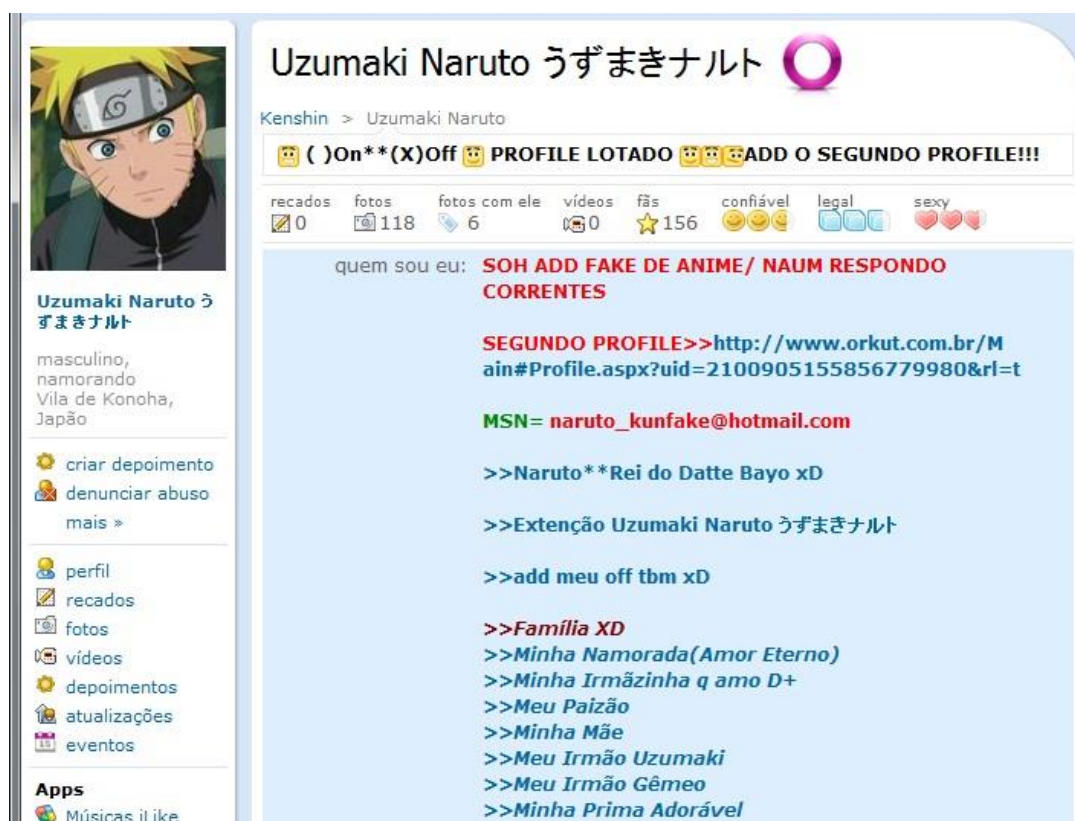 Uzumaki Naruto うずまきナルト
Kenshin > Uzumaki Naruto
( )On**(X)Off PROFILE LOTADO ADD O SEGUNDO PROFILE!!!
recados fotos fotos com ele vídeos fãs confiável legal sexy
0 118 6 0 156
quem sou eu: SOH ADD FAKE DE ANIME/ NAUM RESPONDO
CORRENTES
SEGUNDO PROFILE>>http://www.orkut.com.br/M
ain#Profile.aspx?uid=2100905155856779980&rl=t
MSN= naruto_kunfake@hotmail.com
>>Naruto**Rei do Datte Bayo xD
>>Extenção Uzumaki Naruto うずまきナルト
>>add meu off tbm xD
>>Família XD
>>Minha Namorada(Amor Eterno)
>>Minha Irmãzinha q amo D+
>>Meu Paizão
>>Minha Mãe
>>Meu Irmão Uzumaki
>>Meu Irmão Gêmeo
>>Minha Prima Adorável
Uzumaki Naruto う
ずまきナルト
masculino,
namorando
Vila de Konoha,
Japão
criar depoimento
denunciar abuso
mais »
perfil
recados
fotos
vídeos
depoimentos
atualizações
eventos
Apps
Músicas iLike